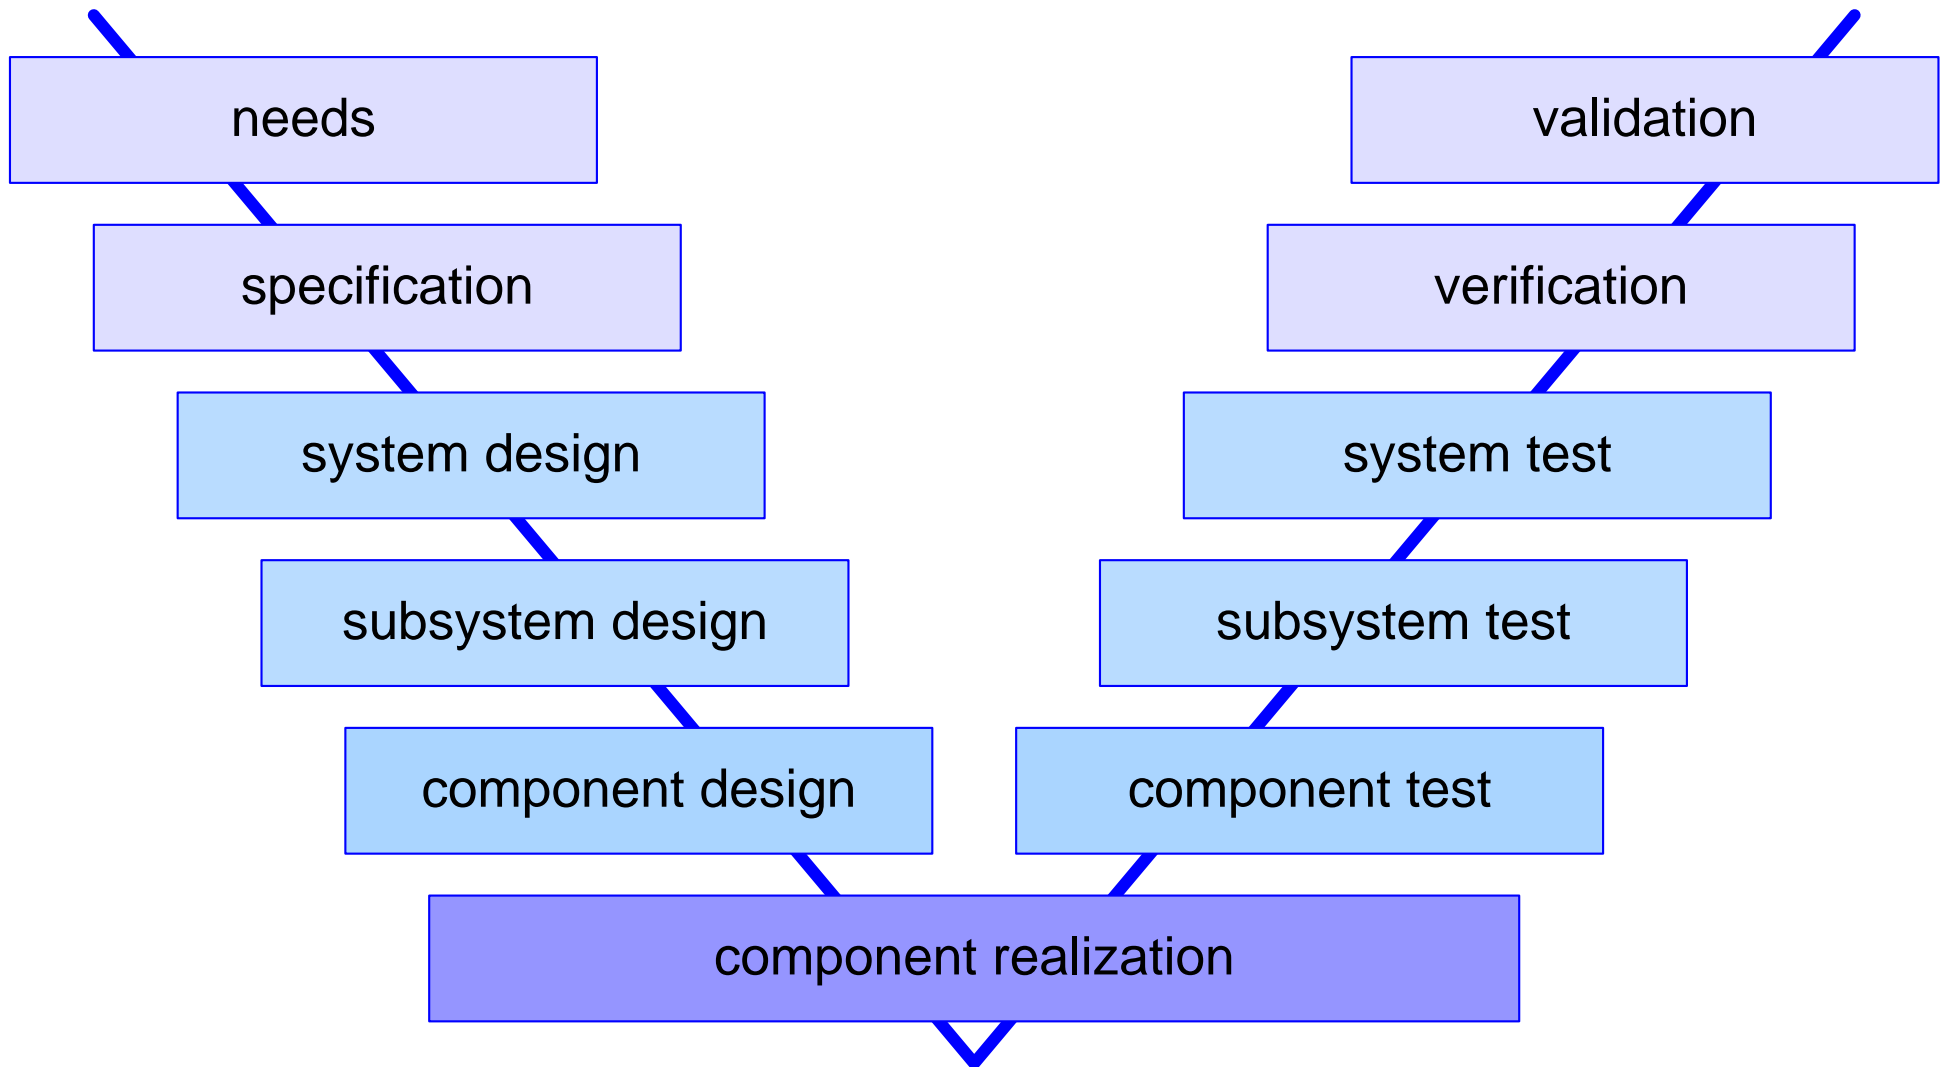 needs
validation
specification
verification
system design
system test
subsystem design
subsystem test
component design
component test
component realization